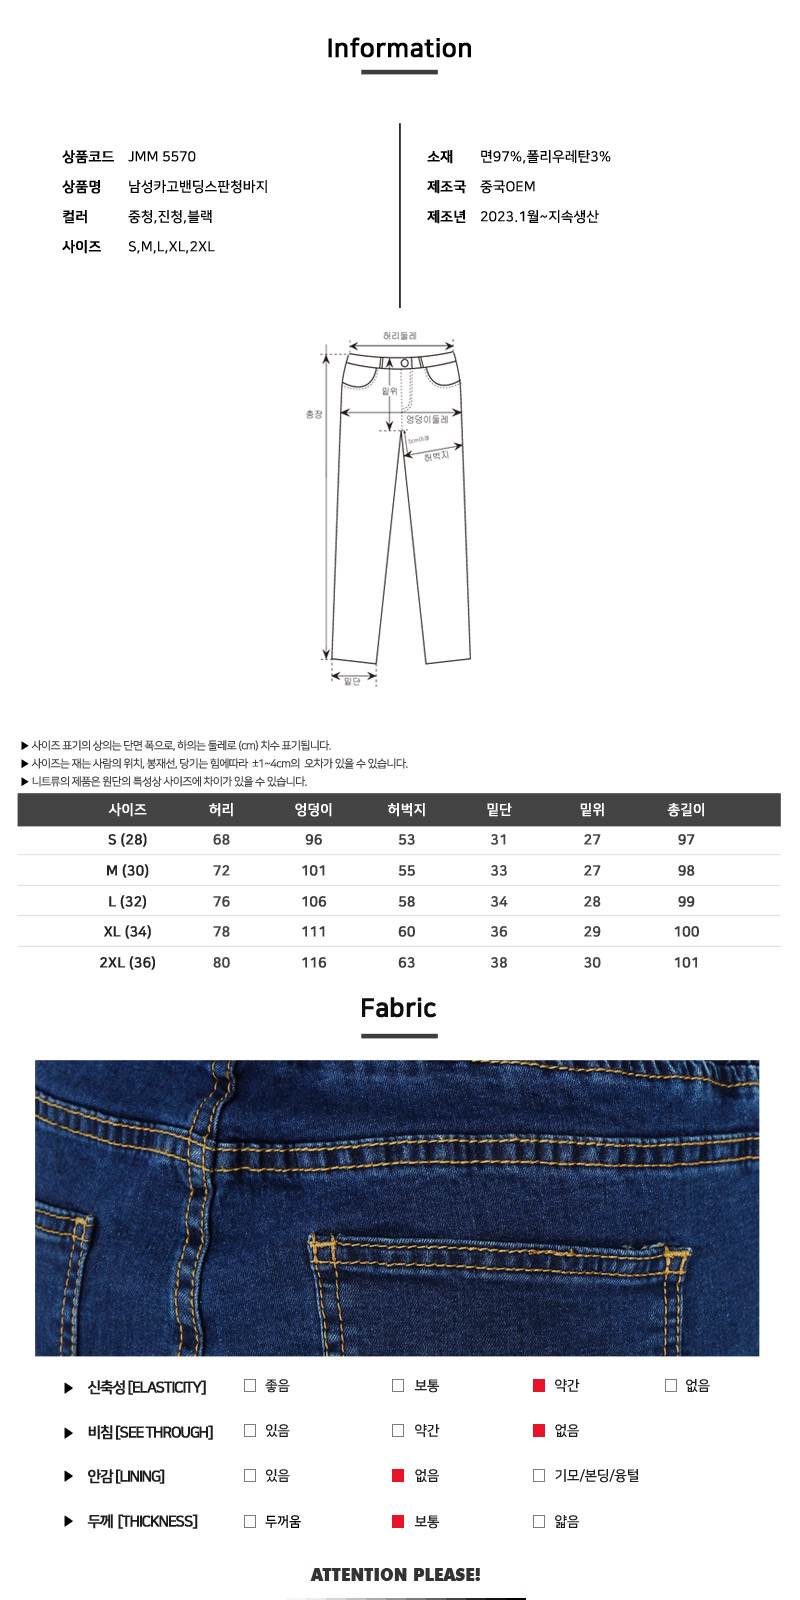 Information
상품코드 JMM 5570
상품명 남성카고밴딩스판청바지
컬러 중청,진청,블랙
사이즈 S,M,L,XL,2XL
소재 면97%,폴리우레탄3%
제조국 중국OEM
제조년 2023.1월~지속생산
허리둘레
밑위
총장
엉덩이둘레
5cm아래
허벅지
밑단
▶ 사이즈 표기의 상의는 단면 폭으로, 하의는 둘레로 (cm) 치수 표기됩니다.
▶ 사이즈는 재는 사람의 위치, 봉재선, 당기는 힘에따라 ±1~4cm의 오차가 있을 수 있습니다.
▶ 니트류의 제품은 원단의 특성상 사이즈에 차이가 있을 수 있습니다.
사이즈 허리 엉덩이 허벅지 밑단 밑위 총길이
S (28) 68 96 53 31 27 97
M (30) 72 101 55 33 27 98
L (32) 76 106 58 34 28 99
XL (34) 78 111 60 36 29 100
2XL (36) 80 116 63 38 30 101
Fabric
▶ 신축성 [ELASTICITY] 좋음 보통 약간 없음
▶ 비침 [SEE THROUGH] 있음 약간 없음
▶ 안감 [LINING] 있음 없음 기모/본딩/융털
▶ 두께 [THICKNESS] 두꺼움 보통 얇음
ATTENTION PLEASE!